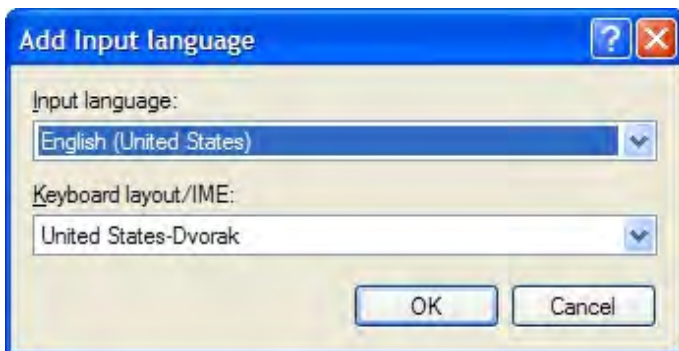 Add Input language
Input language:
English (United States)
Keyboard layout/IME:
United States-Dvorak
OK Cancel